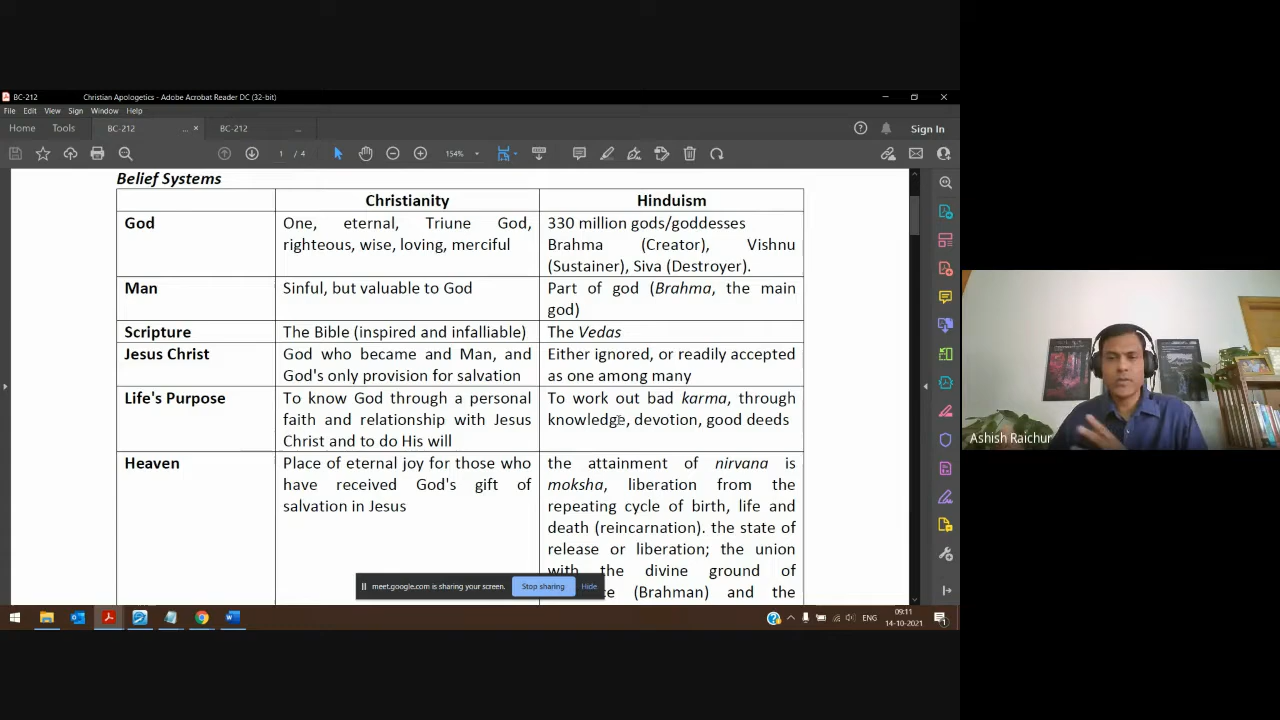 BC-212 Christian Apologetics - Adobe Acrobat Reader DC (32-bit)
File Edit View Sign Window Help
Home Tools BC-212 ... × BC-212 ... Sign In
1 / 4 154%
Belief Systems
Christianity Hinduism
God One, eternal, Triune God, 330 million gods/goddesses
righteous, wise, loving, merciful Brahma (Creator), Vishnu
(Sustainer), Siva (Destroyer).
Man Sinful, but valuable to God Part of god (Brahma, the main
god)
Scripture The Bible (inspired and infalliable) The Vedas
Jesus Christ God who became and Man, and Either ignored, or readily accepted
God's only provision for salvation as one among many
Life's Purpose To know God through a personal To work out bad karma, through
faith and relationship with Jesus knowledge, devotion, good deeds
Christ and to do His will
Heaven Place of eternal joy for those who the attainment of nirvana is
have received God's gift of moksha, liberation from the
salvation in Jesus repeating cycle of birth, life and
death (reincarnation). the state of
release or liberation; the union
with the divine ground of
(Brahman) and the
meet.google.com is sharing your screen. Stop sharing Hide
ENG 09:11
14-10-2021
Ashish Raichur